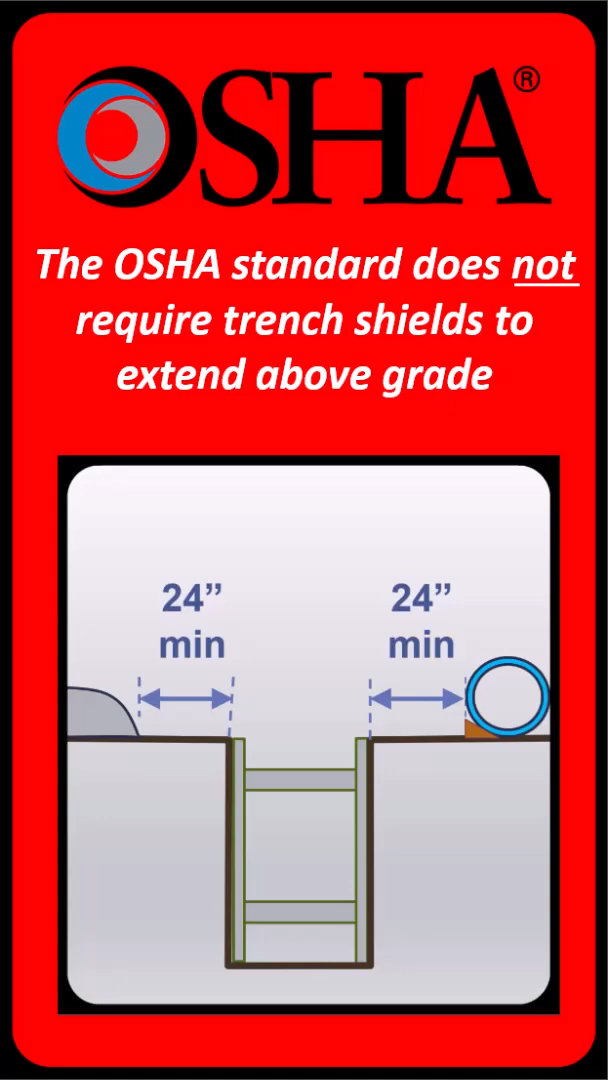 OSHA®
The OSHA standard does not
require trench shields to
extend above grade
24” 24”
min min